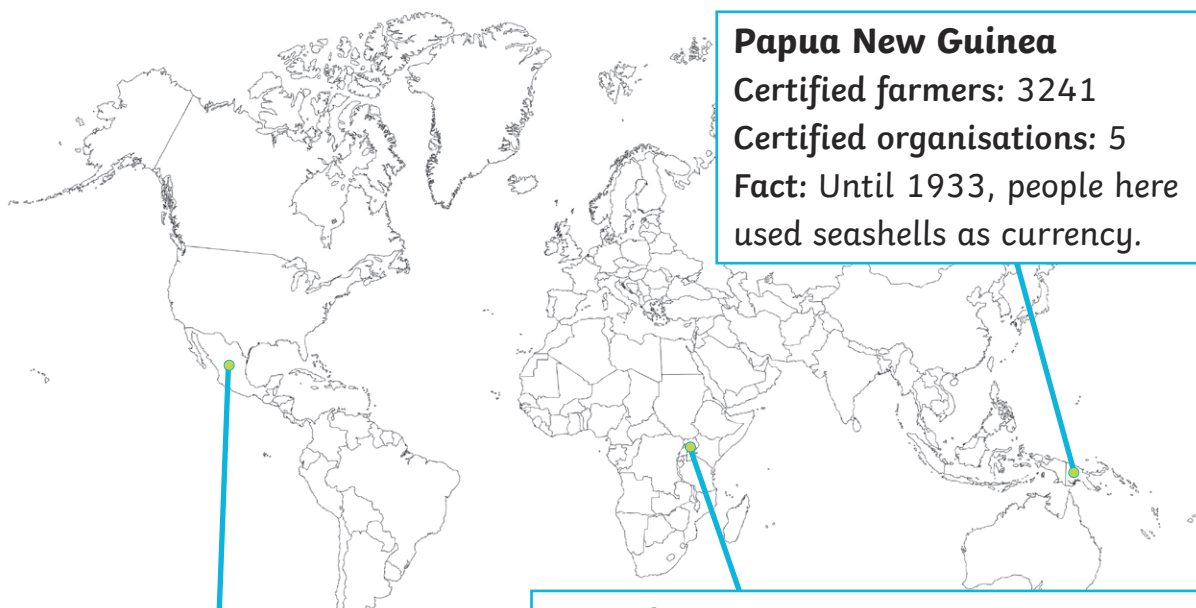 Papua New Guinea
Certified farmers: 3241
Certified organisations: 5
Fact: Until 1933, people here
used seashells as currency.